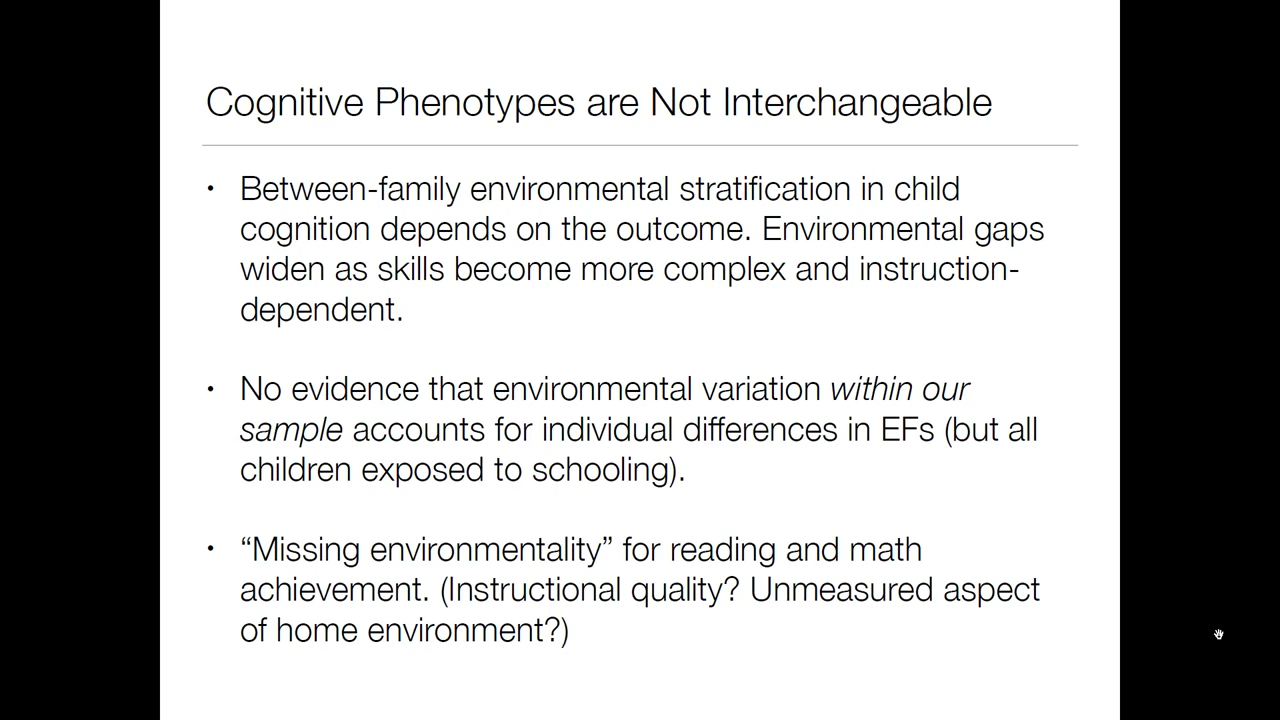 Cognitive Phenotypes are Not Interchangeable
• Between-family environmental stratification in child
cognition depends on the outcome. Environmental gaps
widen as skills become more complex and instruction-
dependent.
• No evidence that environmental variation within our
sample accounts for individual differences in EFs (but all
children exposed to schooling).
• “Missing environmentality” for reading and math
achievement. (Instructional quality? Unmeasured aspect
of home environment?)